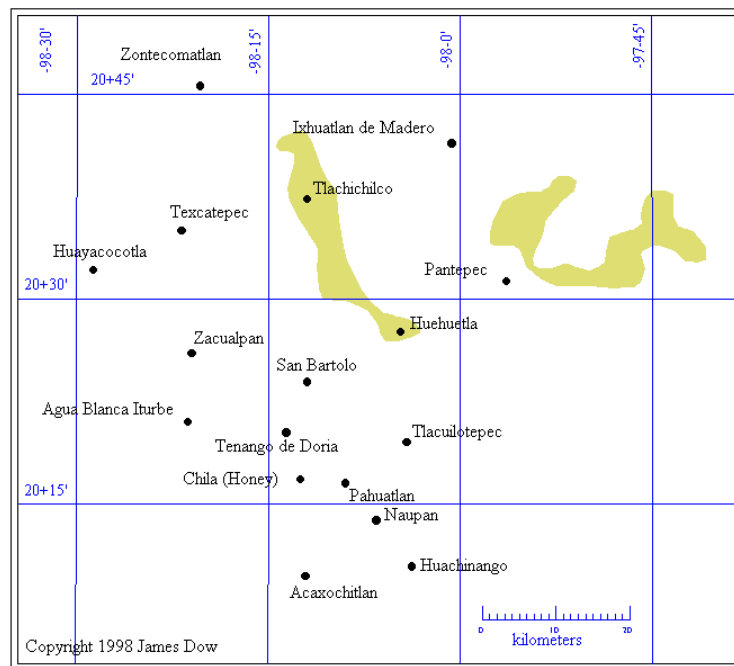 -98-30'
-98-15'
-98-0'
-97-45'
Zontecomatlan
20+45'
Ixhuatlan de Madero
Tlachichilco
Texcatepec
Huayacocotla
Pantepec
20+30'
Huehuetla
Zacualpan
San Bartolo
Agua Blanca Iturbe
Tlacuilotepec
Tenango de Doria
Chila (Honey)
20+15'
Pahuatlan
Naupan
Huachinango
Acaxochitlan
0 10 20
kilometers
Copyright 1998 James Dow